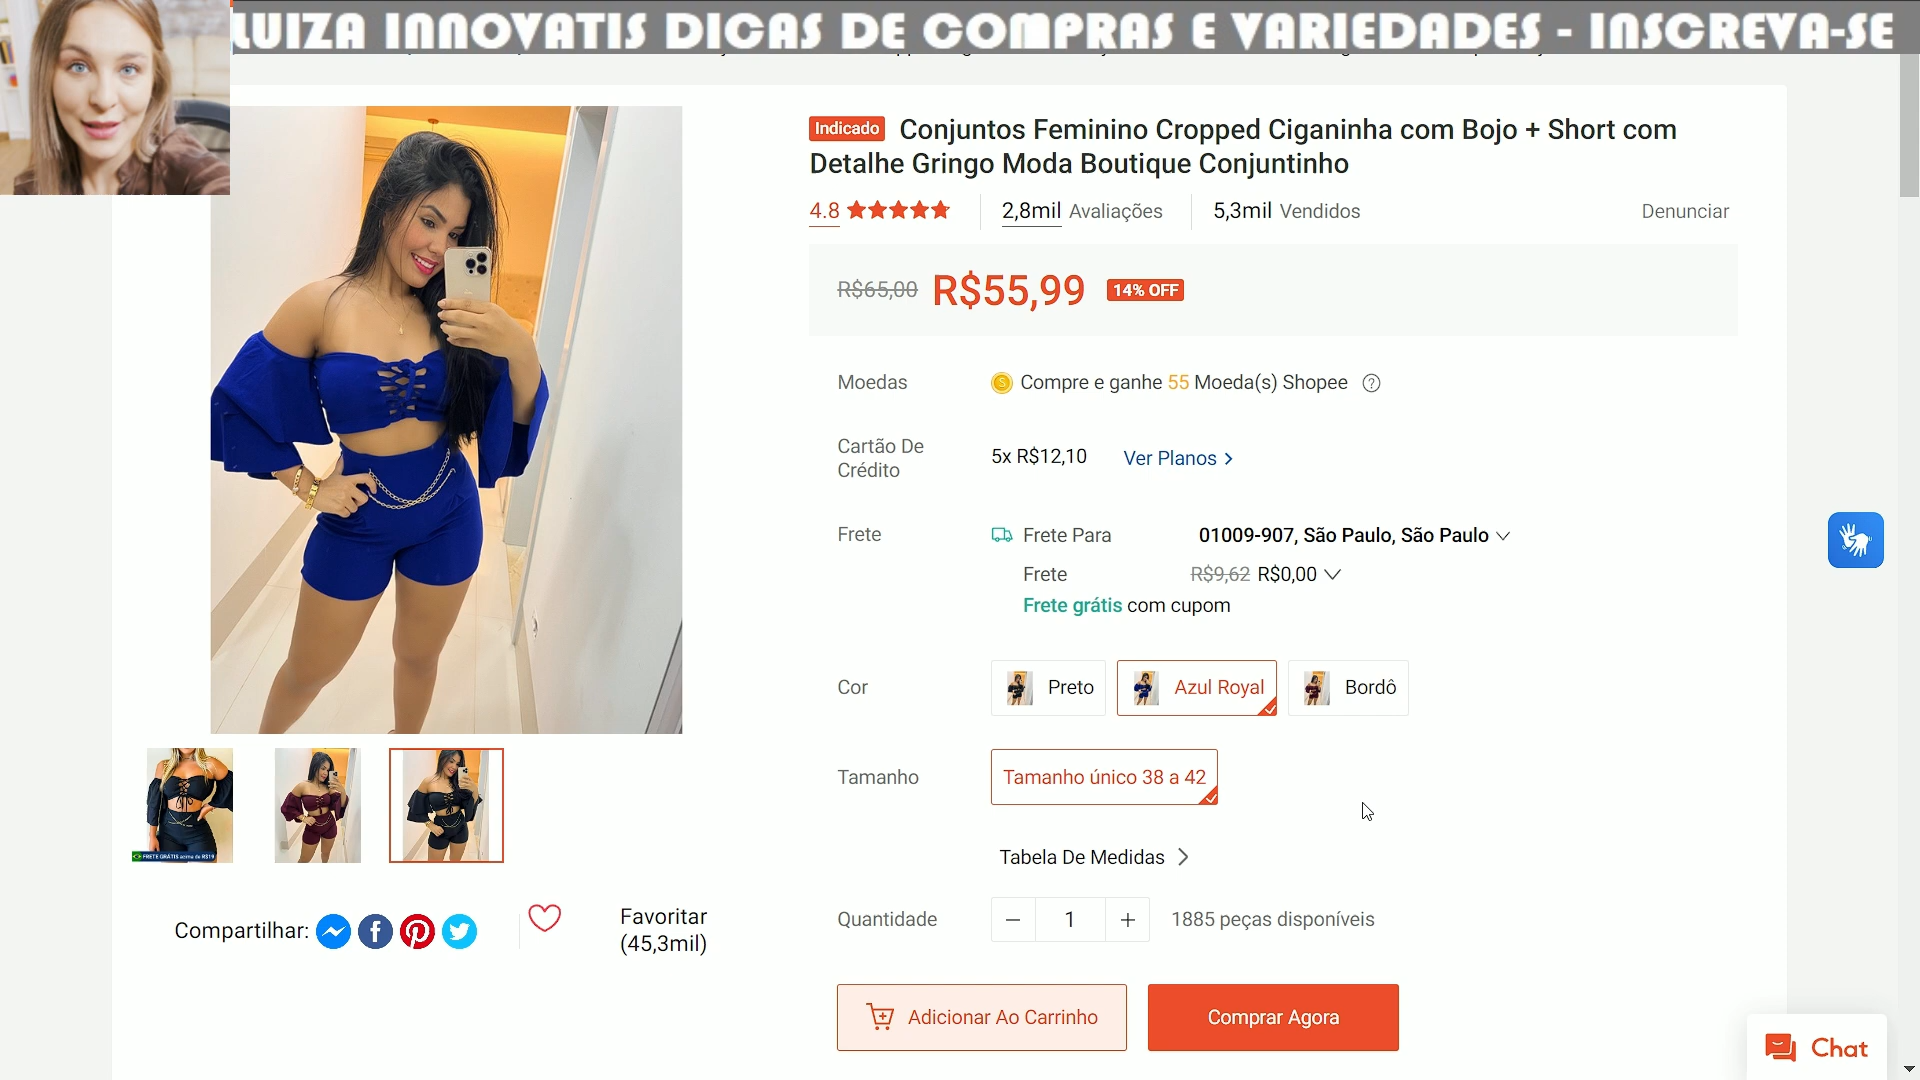 LUIZA INNOVATIS DICAS DE COMPRAS E VARIEDADES - INSCREVA-SE
Indicado Conjuntos Feminino Cropped Ciganinha com Bojo + Short com
Detalhe Gringo Moda Boutique Conjuntinho
4.8 2,8mil Avaliações 5,3mil Vendidos Denunciar
R$65,00 R$55,99 14% OFF
Moedas Compre e ganhe 55 Moeda(s) Shopee ?
Cartão De
Crédito
5x R$12,10 Ver Planos
Frete Frete Para 01009-907, São Paulo, São Paulo
Frete R$9,62 R$0,00
Frete grátis com cupom
Cor Preto Azul Royal Bordô
Tamanho Tamanho único 38 a 42
Tabela De Medidas
FRETE GRÁTIS acima de R$19
Compartilhar:
Favoritar
(45,3mil)
Quantidade 1 1885 peças disponíveis
Adicionar Ao Carrinho Comprar Agora
Chat